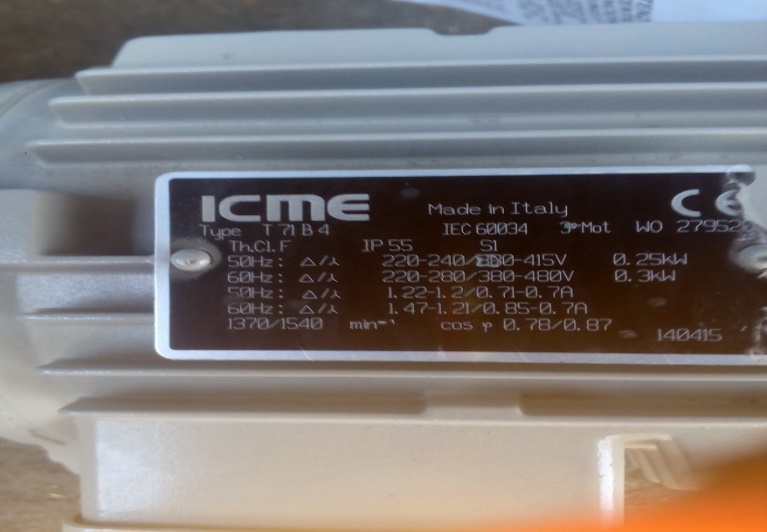 ICME
Made in Italy CE
Type T 71 B 4 IEC 60034 3~Mot WO
Th.Cl. F IP 55 S1
50Hz: Δ/⅄ 220-240/380-415V 0.25kW
60Hz: Δ/⅄ 220-280/380-480V 0.3kW
50Hz: Δ/⅄ 1.22-1.2/0.71-0.7A
60Hz: Δ/⅄ 1.47-1.21/0.85-0.7A
1370/1540 min⁻¹ cos φ 0.78/0.87
140415